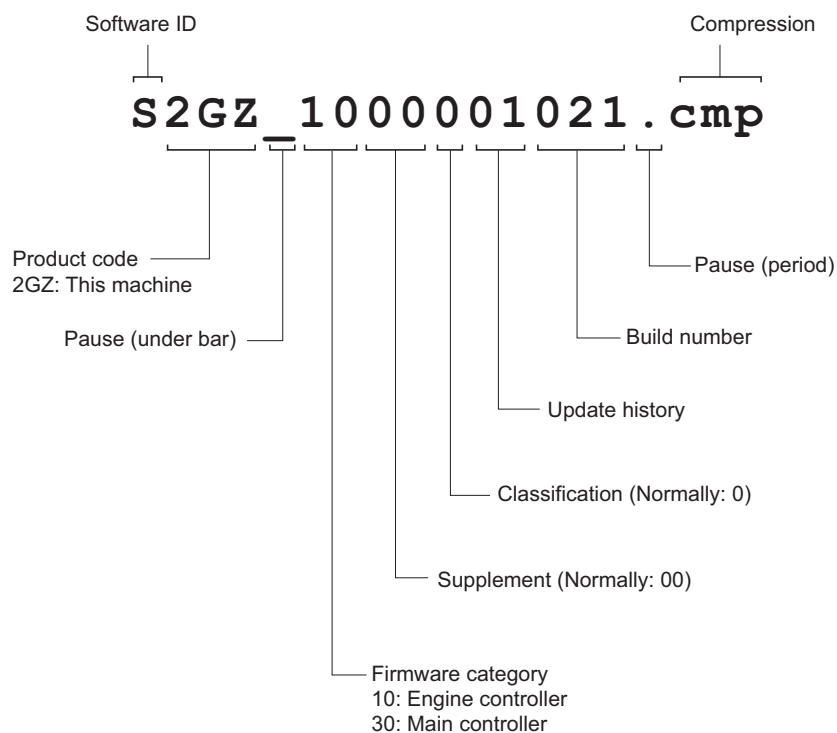 Software ID
Compression
S2GZ_1000001021.cmp
Product code
2GZ: This machine
Pause (period)
Pause (under bar)
Build number
Update history
Classification (Normally: 0)
Supplement (Normally: 00)
Firmware category
10: Engine controller
30: Main controller